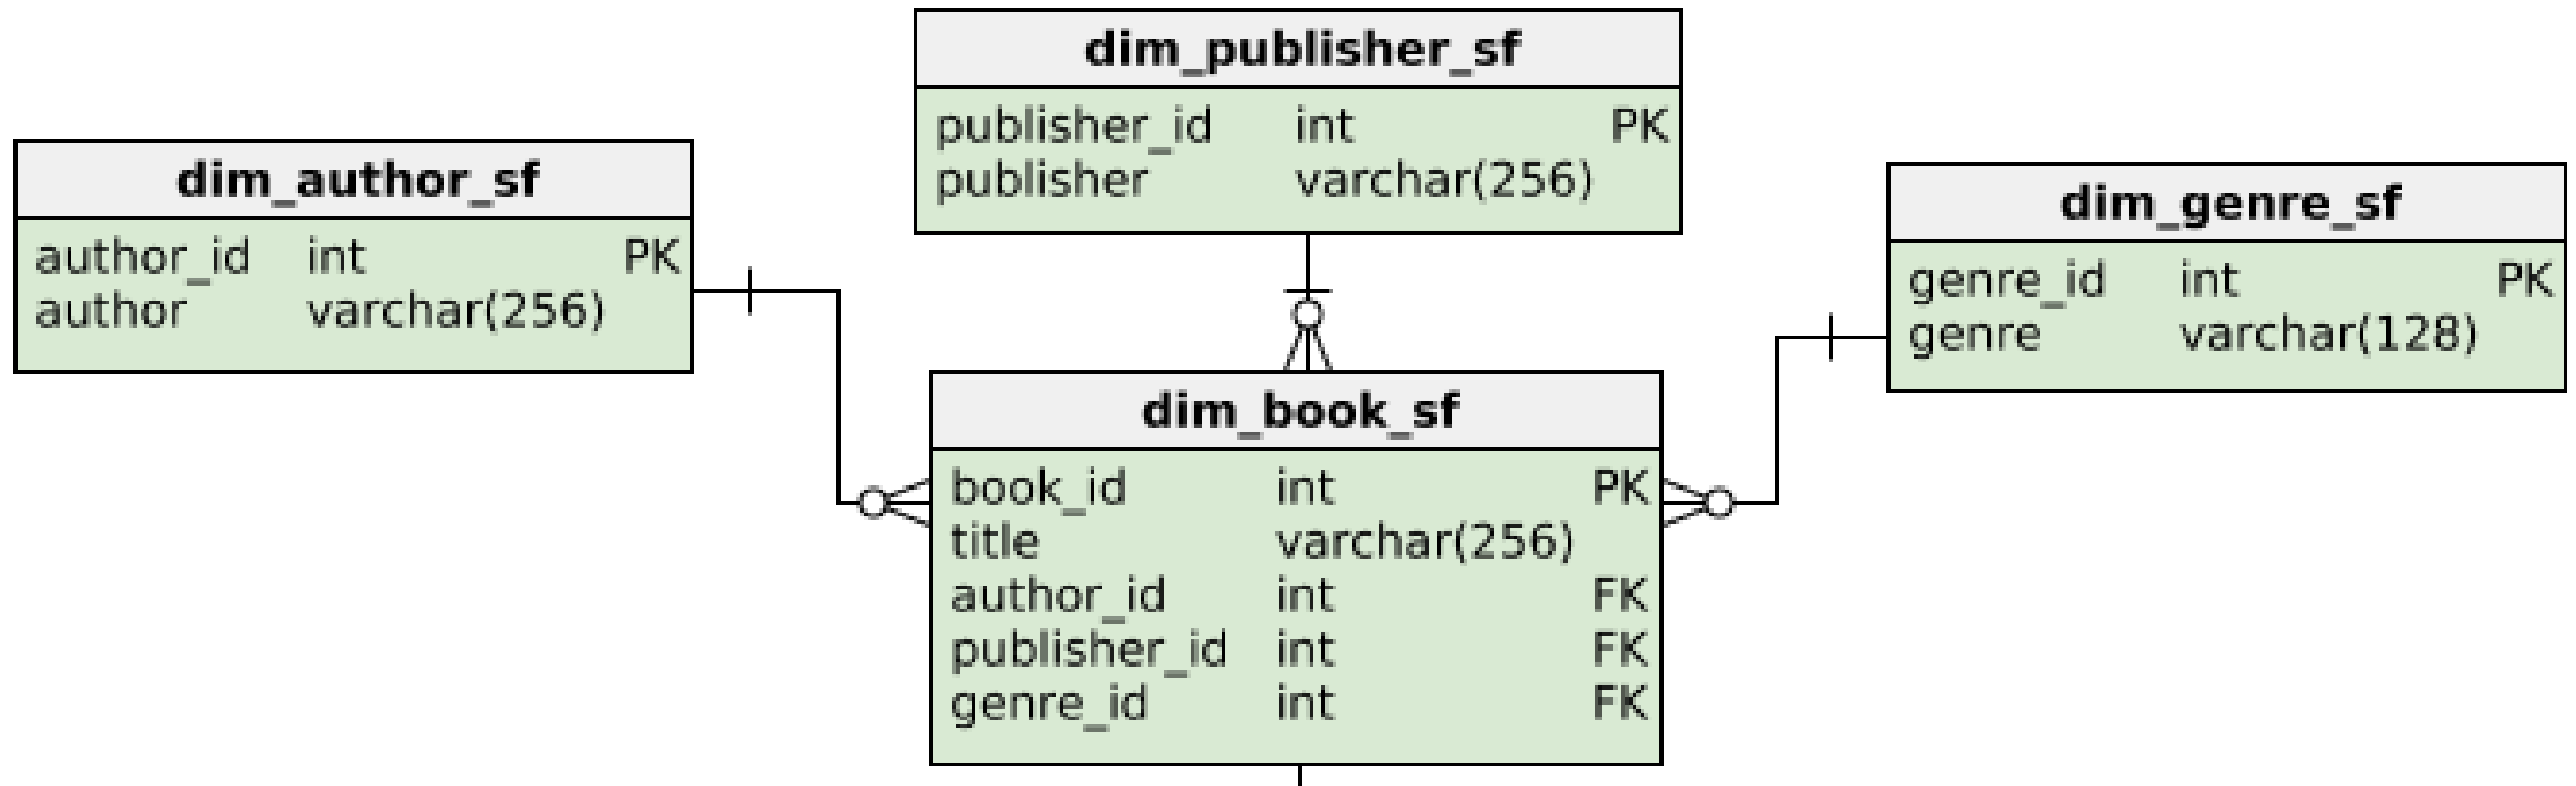 dim_publisher_sf
publisher_id int PK
publisher varchar(256)
dim_author_sf
author_id int PK
author varchar(256)
dim_genre_sf
genre_id int PK
genre varchar(128)
dim_book_sf
book_id int PK
title varchar(256)
author_id int FK
publisher_id int FK
genre_id int FK